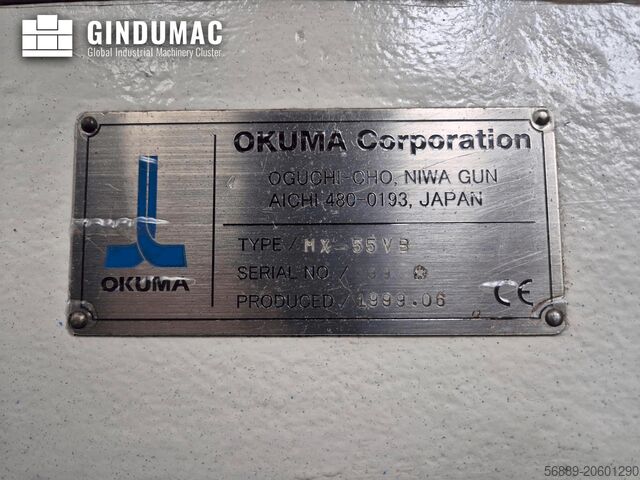 GINDUMAC
Global Industrial Machinery Cluster
OKUMA Corporation
OGUCHI-CHO, NIWA GUN
AICHI 480-0193, JAPAN
TYPE / MX-55VB
SERIAL NO. /
PRODUCED / 1999.06
CE
OKUMA
56889-20601290